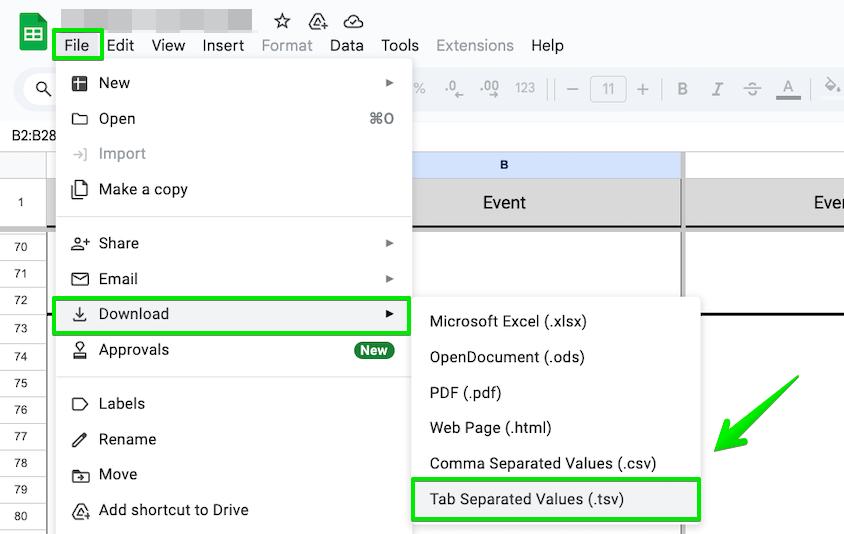 File Edit View Insert Format Data Tools Extensions Help
% .0 .00 123 − 11 + B I S A
B2:B28
New
Open ⌘O
Import
Make a copy
Share
Email
Download
Approvals New
Labels
Rename
Move
Add shortcut to Drive
Microsoft Excel (.xlsx)
OpenDocument (.ods)
PDF (.pdf)
Web Page (.html)
Comma Separated Values (.csv)
Tab Separated Values (.tsv)
B
1 Event
70
71
72
73
74
75
76
77
78
79
80